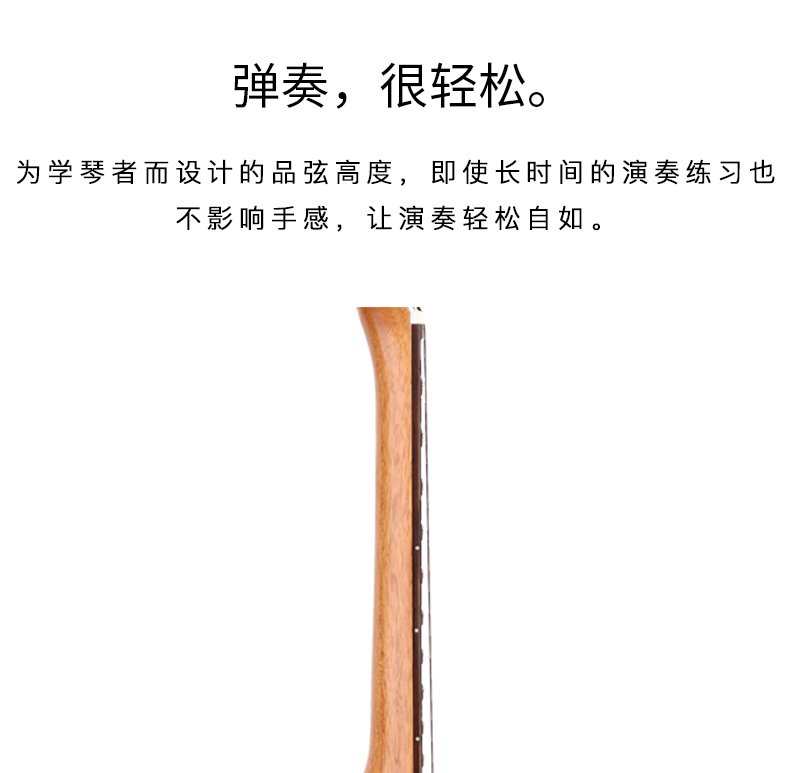 弹奏，很轻松。
为学琴者而设计的品弦高度，即使长时间的演奏练习也
不影响手感，让演奏轻松自如。